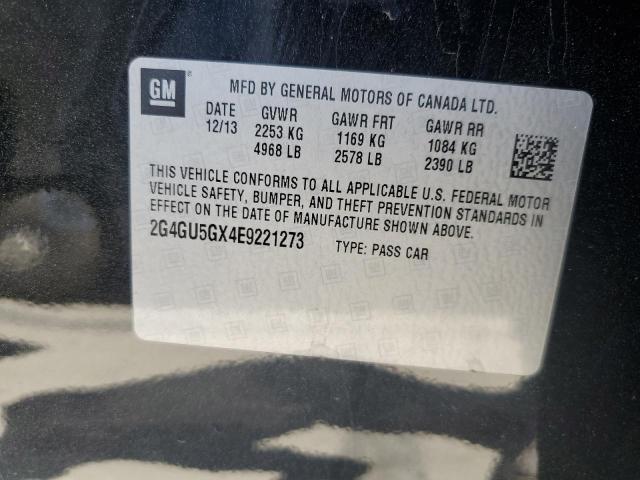 GM
MFD BY GENERAL MOTORS OF CANADA LTD.
DATE GVWR GAWR FRT GAWR RR
12/13 2253 KG 1169 KG 1084 KG
4968 LB 2578 LB 2390 LB
THIS VEHICLE CONFORMS TO ALL APPLICABLE U.S. FEDERAL MOTOR
VEHICLE SAFETY, BUMPER, AND THEFT PREVENTION STANDARDS IN
EFFECT ON THE DATE OF MANUFACTURE SHOWN ABOVE.
2G4GU5GX4E9221273 TYPE: PASS CAR